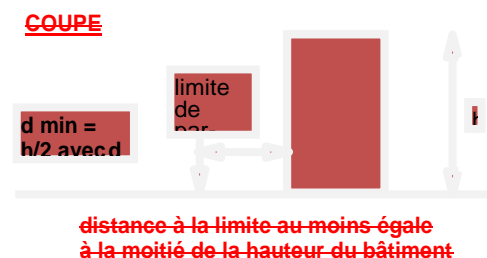 COUPE
limite
de
par-
d min =
h/2 avec d
h
distance à la limite au moins égale
à la moitié de la hauteur du bâtiment